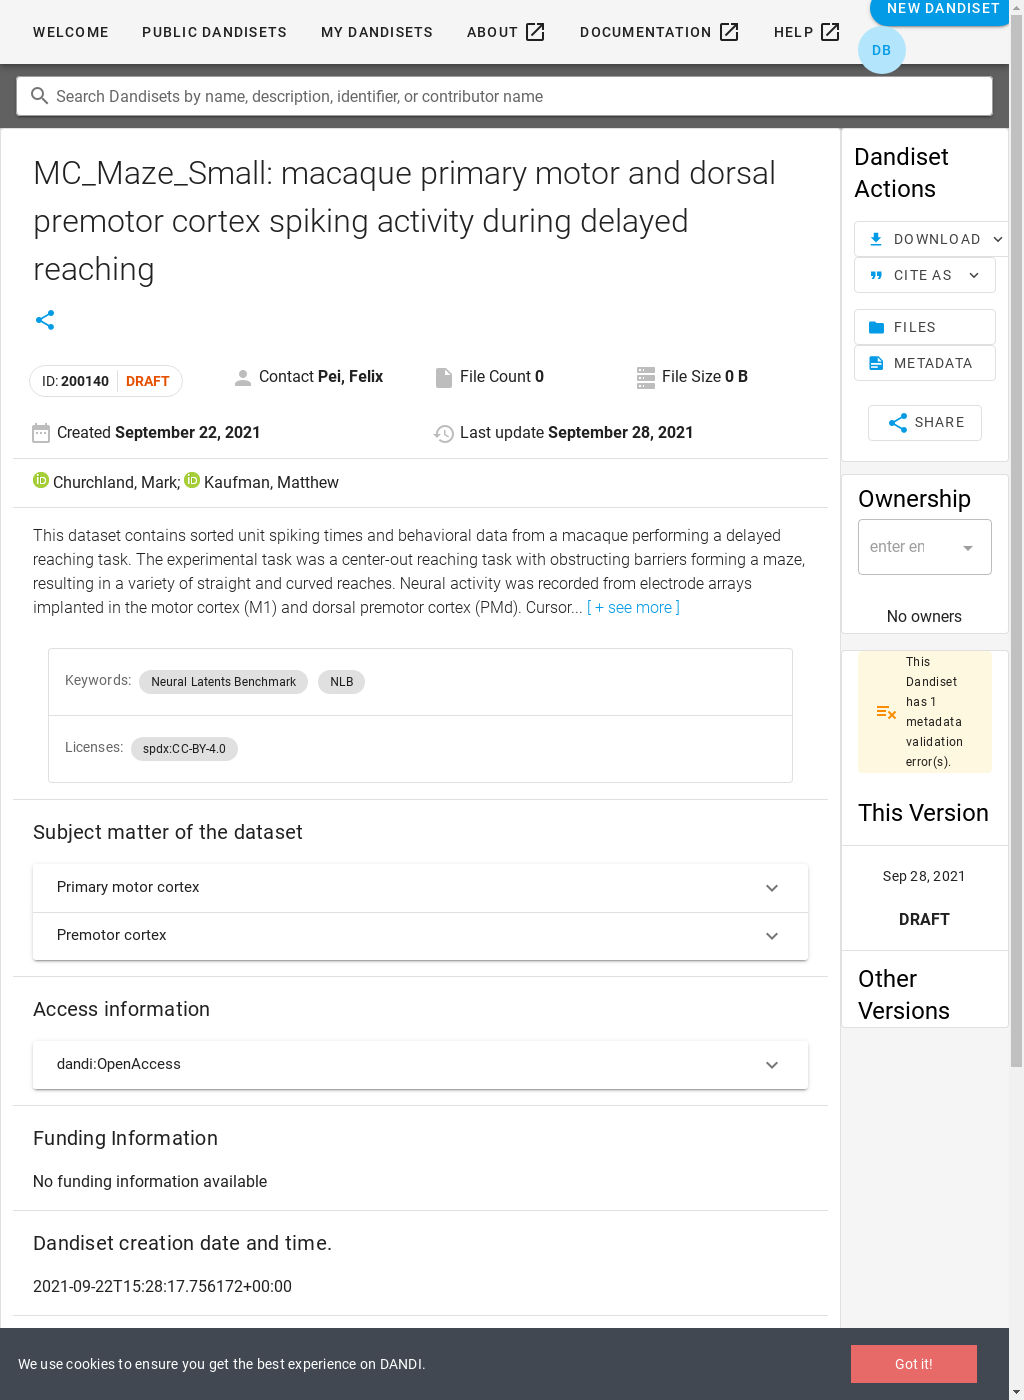 WELCOME PUBLIC DANDISETS MY DANDISETS ABOUT DOCUMENTATION HELP NEW DANDISET
DB
Search Dandisets by name, description, identifier, or contributor name
MC_Maze_Small: macaque primary motor and dorsal
premotor cortex spiking activity during delayed
reaching
ID: 200140 DRAFT
Contact Pei, Felix
File Count 0
File Size 0 B
Created September 22, 2021
Last update September 28, 2021
iD Churchland, Mark; iD Kaufman, Matthew
This dataset contains sorted unit spiking times and behavioral data from a macaque performing a delayed
reaching task. The experimental task was a center-out reaching task with obstructing barriers forming a maze,
resulting in a variety of straight and curved reaches. Neural activity was recorded from electrode arrays
implanted in the motor cortex (M1) and dorsal premotor cortex (PMd). Cursor... [ + see more ]
Keywords: Neural Latents Benchmark NLB
Licenses: spdx:CC-BY-4.0
Subject matter of the dataset
Primary motor cortex
Premotor cortex
Access information
dandi:OpenAccess
Funding Information
No funding information available
Dandiset creation date and time.
2021-09-22T15:28:17.756172+00:00
Dandiset
Actions
DOWNLOAD
CITE AS
FILES
METADATA
SHARE
Ownership
enter en
No owners
This
Dandiset
has 1
metadata
validation
error(s).
This Version
Sep 28, 2021
DRAFT
Other
Versions
We use cookies to ensure you get the best experience on DANDI.
Got it!